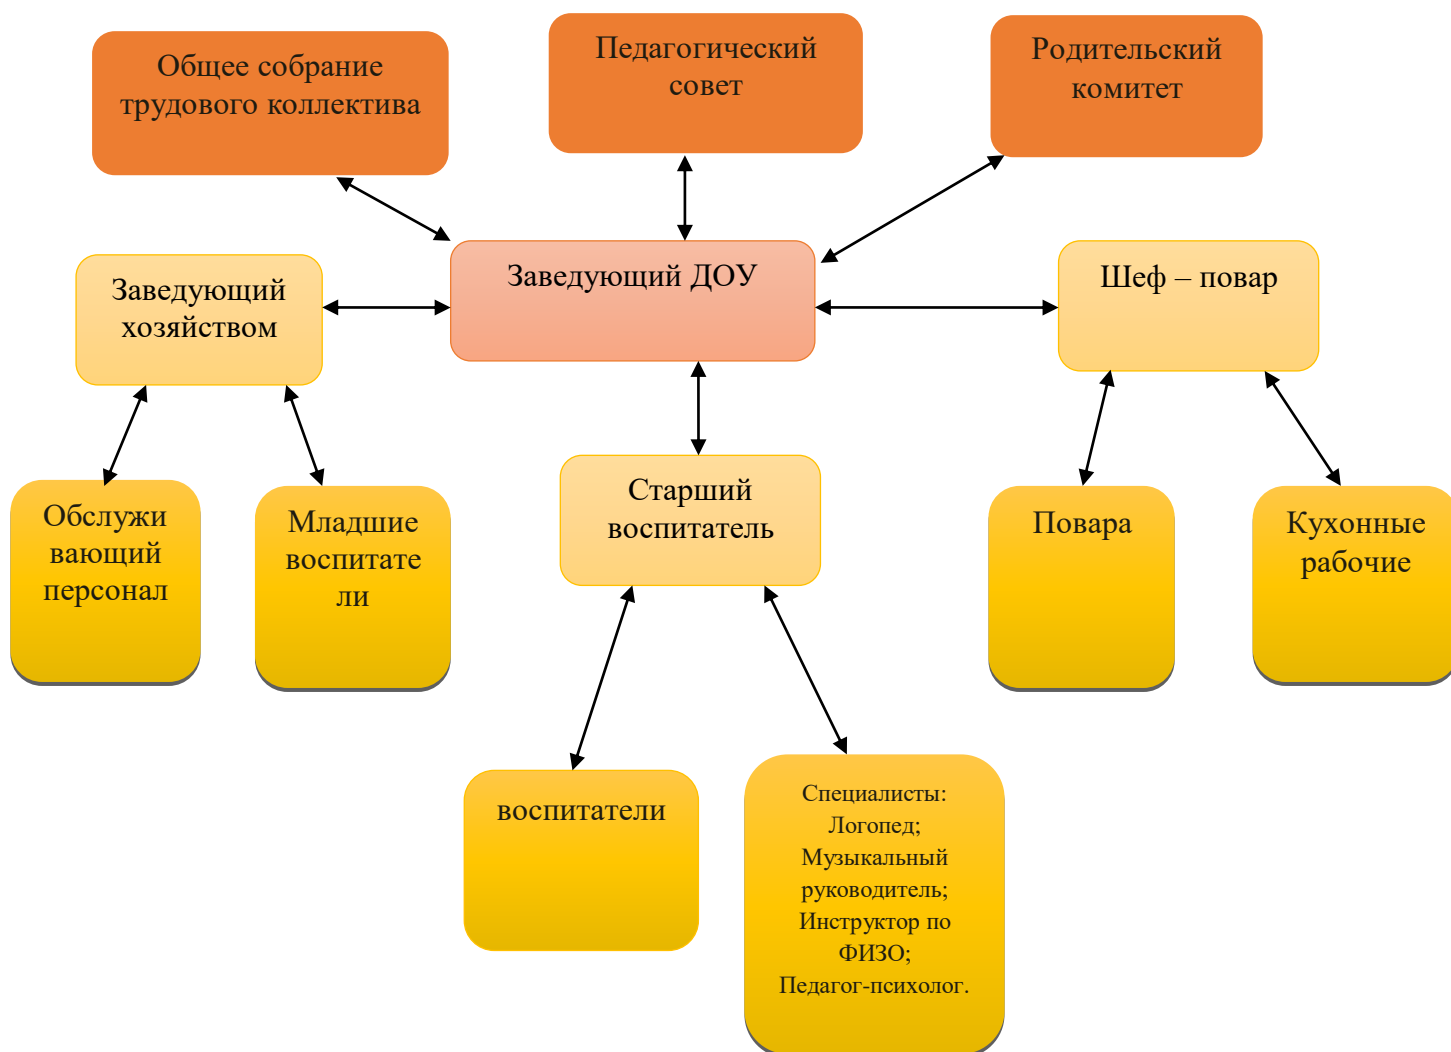 Общее собрание
трудового коллектива
Педагогический
совет
Родительский
комитет
Заведующий
хозяйством
Заведующий ДОУ
Шеф – повар
Обслужи
вающий
персонал
Младшие
воспитате
ли
Старший
воспитатель
Повара
Кухонные
рабочие
воспитатели
Специалисты:
Логопед;
Музыкальный
руководитель;
Инструктор по
ФИЗО;
Педагог-психолог.